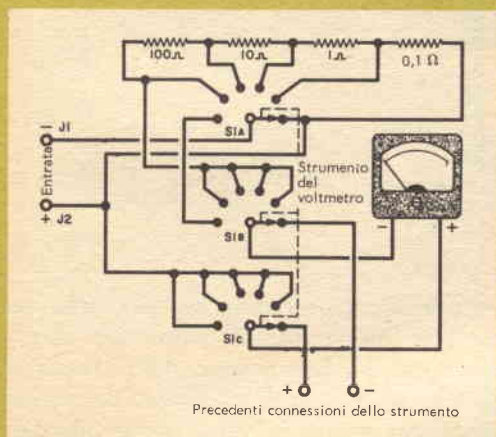 100Ω 10Ω 1Ω 0,1 Ω
S1A
- J1
Entrata
+ J2
Strumento
del
voltmetro
- +
S1B
S1C
+ -
Precedenti connessioni dello strumento